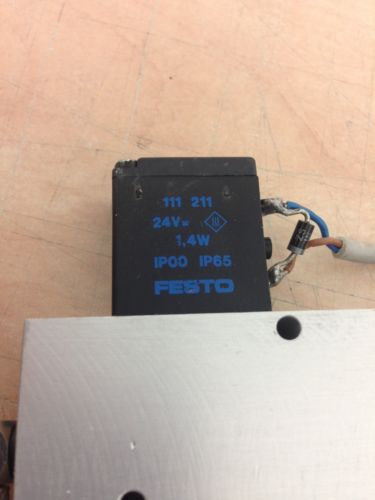 111 211
24V=
1,4W
IP00 IP65
FESTO